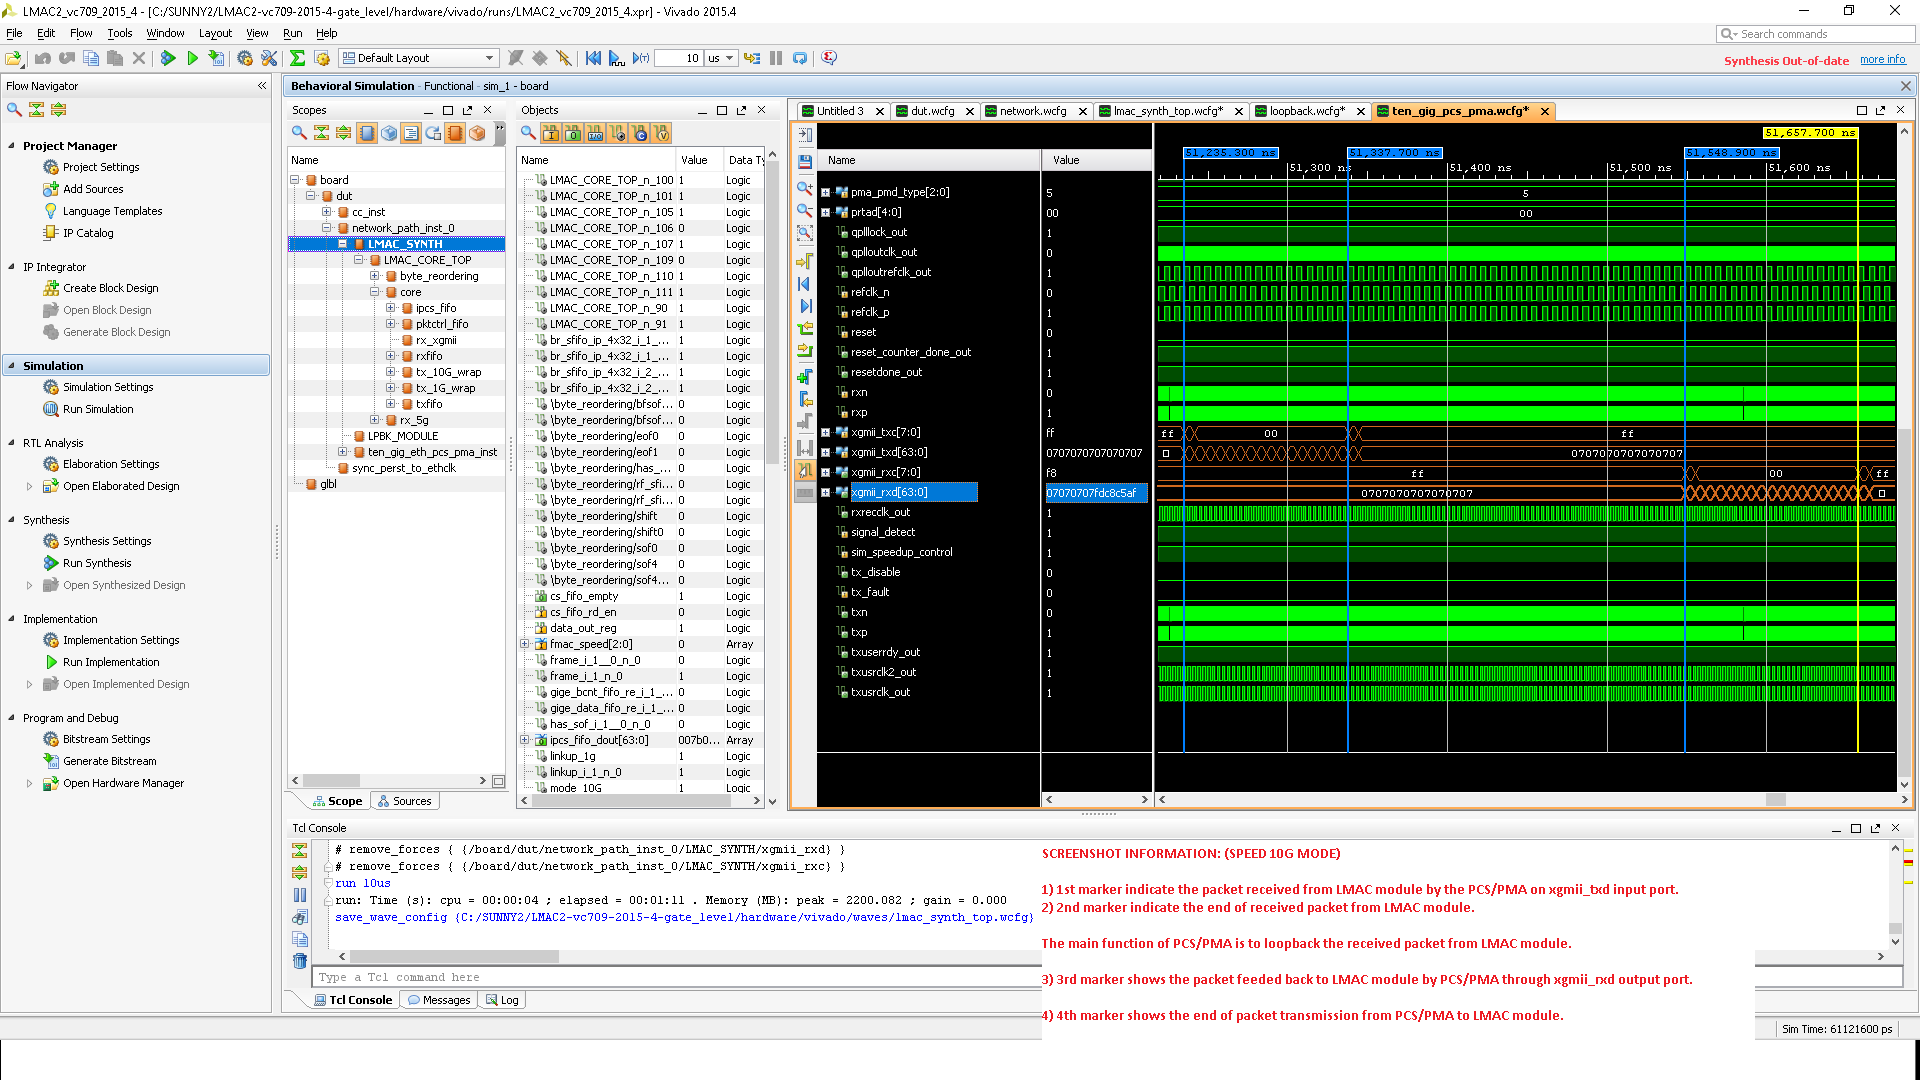 LMAC2_vc709_2015_4 - [C:/SUNNY2/LMAC2-vc709-2015-4-gate_level/hardware/vivado/runs/LMAC2_vc709_2015_4.xpr] - Vivado 2015.4
File Edit Flow Tools Window Layout View Run Help
Search commands
Default Layout
10 us
Synthesis Out-of-date more info
Flow Navigator
Project Manager
Project Settings
Add Sources
Language Templates
IP Catalog
IP Integrator
Create Block Design
Open Block Design
Generate Block Design
Simulation
Simulation Settings
Run Simulation
RTL Analysis
Elaboration Settings
Open Elaborated Design
Synthesis
Synthesis Settings
Run Synthesis
Open Synthesized Design
Implementation
Implementation Settings
Run Implementation
Open Implemented Design
Program and Debug
Bitstream Settings
Generate Bitstream
Open Hardware Manager
Behavioral Simulation - Functional - sim_1 - board
Scopes
Name
board
dut
cc_inst
network_path_inst_0
LMAC_SYNTH
LMAC_CORE_TOP
byte_reordering
core
ipcs_fifo
pktctrl_fifo
rx_xgmii
rxfifo
tx_10G_wrap
tx_1G_wrap
txfifo
rx_5g
LPBK_MODULE
ten_gig_eth_pcs_pma_inst
sync_perst_to_ethclk
glbl
Scope Sources
Objects
Name Value Data Ty
LMAC_CORE_TOP_n_100 1 Logic
LMAC_CORE_TOP_n_101 1 Logic
LMAC_CORE_TOP_n_105 1 Logic
LMAC_CORE_TOP_n_106 0 Logic
LMAC_CORE_TOP_n_107 1 Logic
LMAC_CORE_TOP_n_109 0 Logic
LMAC_CORE_TOP_n_110 1 Logic
LMAC_CORE_TOP_n_111 1 Logic
LMAC_CORE_TOP_n_90 1 Logic
LMAC_CORE_TOP_n_91 1 Logic
br_sfifo_ip_4x32_i_1_... 0 Logic
br_sfifo_ip_4x32_i_1_... 0 Logic
br_sfifo_ip_4x32_i_2_... 0 Logic
br_sfifo_ip_4x32_i_2_... 0 Logic
\byte_reordering/bfsof... 0 Logic
\byte_reordering/bfsof... 0 Logic
\byte_reordering/eof0 0 Logic
\byte_reordering/eof1 0 Logic
\byte_reordering/has_... 0 Logic
\byte_reordering/rf_sfi... 0 Logic
\byte_reordering/rf_sfi... 0 Logic
\byte_reordering/shift 0 Logic
\byte_reordering/shift0 0 Logic
\byte_reordering/sof0 0 Logic
\byte_reordering/sof4 0 Logic
\byte_reordering/sof4... 0 Logic
cs_fifo_empty 1 Logic
cs_fifo_rd_en 0 Logic
data_out_reg 1 Logic
fmac_speed[2:0] 0 Array
frame_i_1__0_n_0 0 Logic
frame_i_1_n_0 1 Logic
gige_bcnt_fifo_re_i_1_... 0 Logic
gige_data_fifo_re_i_1_... 0 Logic
has_sof_i_1__0_n_0 0 Logic
ipcs_fifo_dout[63:0] 007b0... Array
linkup_1g 1 Logic
linkup_i_1_n_0 1 Logic
mode_10G 1 Logic
Untitled 3 dut.wcfg network.wcfg lmac_synth_top.wcfg* loopback.wcfg* ten_gig_pcs_pma.wcfg*
51,657.700 ns
51,235.300 ns 51,337.700 ns 51,548.900 ns
Name Value 51,300 ns 51,400 ns 51,500 ns 51,600
pma_pmd_type[2:0] 5 5
prtad[4:0] 00 00
qplllock_out 0
qplloutclk_out 0
qplloutrefclk_out 1
refclk_n 0
refclk_p 1
reset 0
reset_counter_done_out 1
resetdone_out 1
rxn 0
rxp 1
xgmii_txc[7:0] ff ff 00 ff
xgmii_txd[63:0] 0707070707070707 0707070707070707
xgmii_rxc[7:0] f8 ff 00 ff
xgmii_rxd[63:0] 07070707fdc8c5af 0707070707070707
rxrecclk_out 1
signal_detect 1
sim_speedup_control 1
tx_disable 0
tx_fault 0
txn 0
txp 1
txuserrdy_out 1
txusrclk2_out 1
txusrclk_out 1
Tcl Console
# remove_forces { {/board/dut/network_path_inst_0/LMAC_SYNTH/xgmii_rxd} }
# remove_forces { {/board/dut/network_path_inst_0/LMAC_SYNTH/xgmii_rxc} }
run 10us
run: Time (s): cpu = 00:00:04 ; elapsed = 00:01:11 . Memory (MB): peak = 2200.082 ; gain = 0.000
save_wave_config {C:/SUNNY2/LMAC2-vc709-2015-4-gate_level/hardware/vivado/waves/lmac_synth_top.wcfg}
Type a Tcl command here
Tcl Console Messages Log
SCREENSHOT INFORMATION: (SPEED 10G MODE)
1) 1st marker indicate the packet received from LMAC module by the PCS/PMA on xgmii_txd input port.
2) 2nd marker indicate the end of received packet from LMAC module.
The main function of PCS/PMA is to loopback the received packet from LMAC module.
3) 3rd marker shows the packet feeded back to LMAC module by PCS/PMA through xgmii_rxd output port.
4) 4th marker shows the end of packet transmission from PCS/PMA to LMAC module.
Sim Time: 61121600 ps